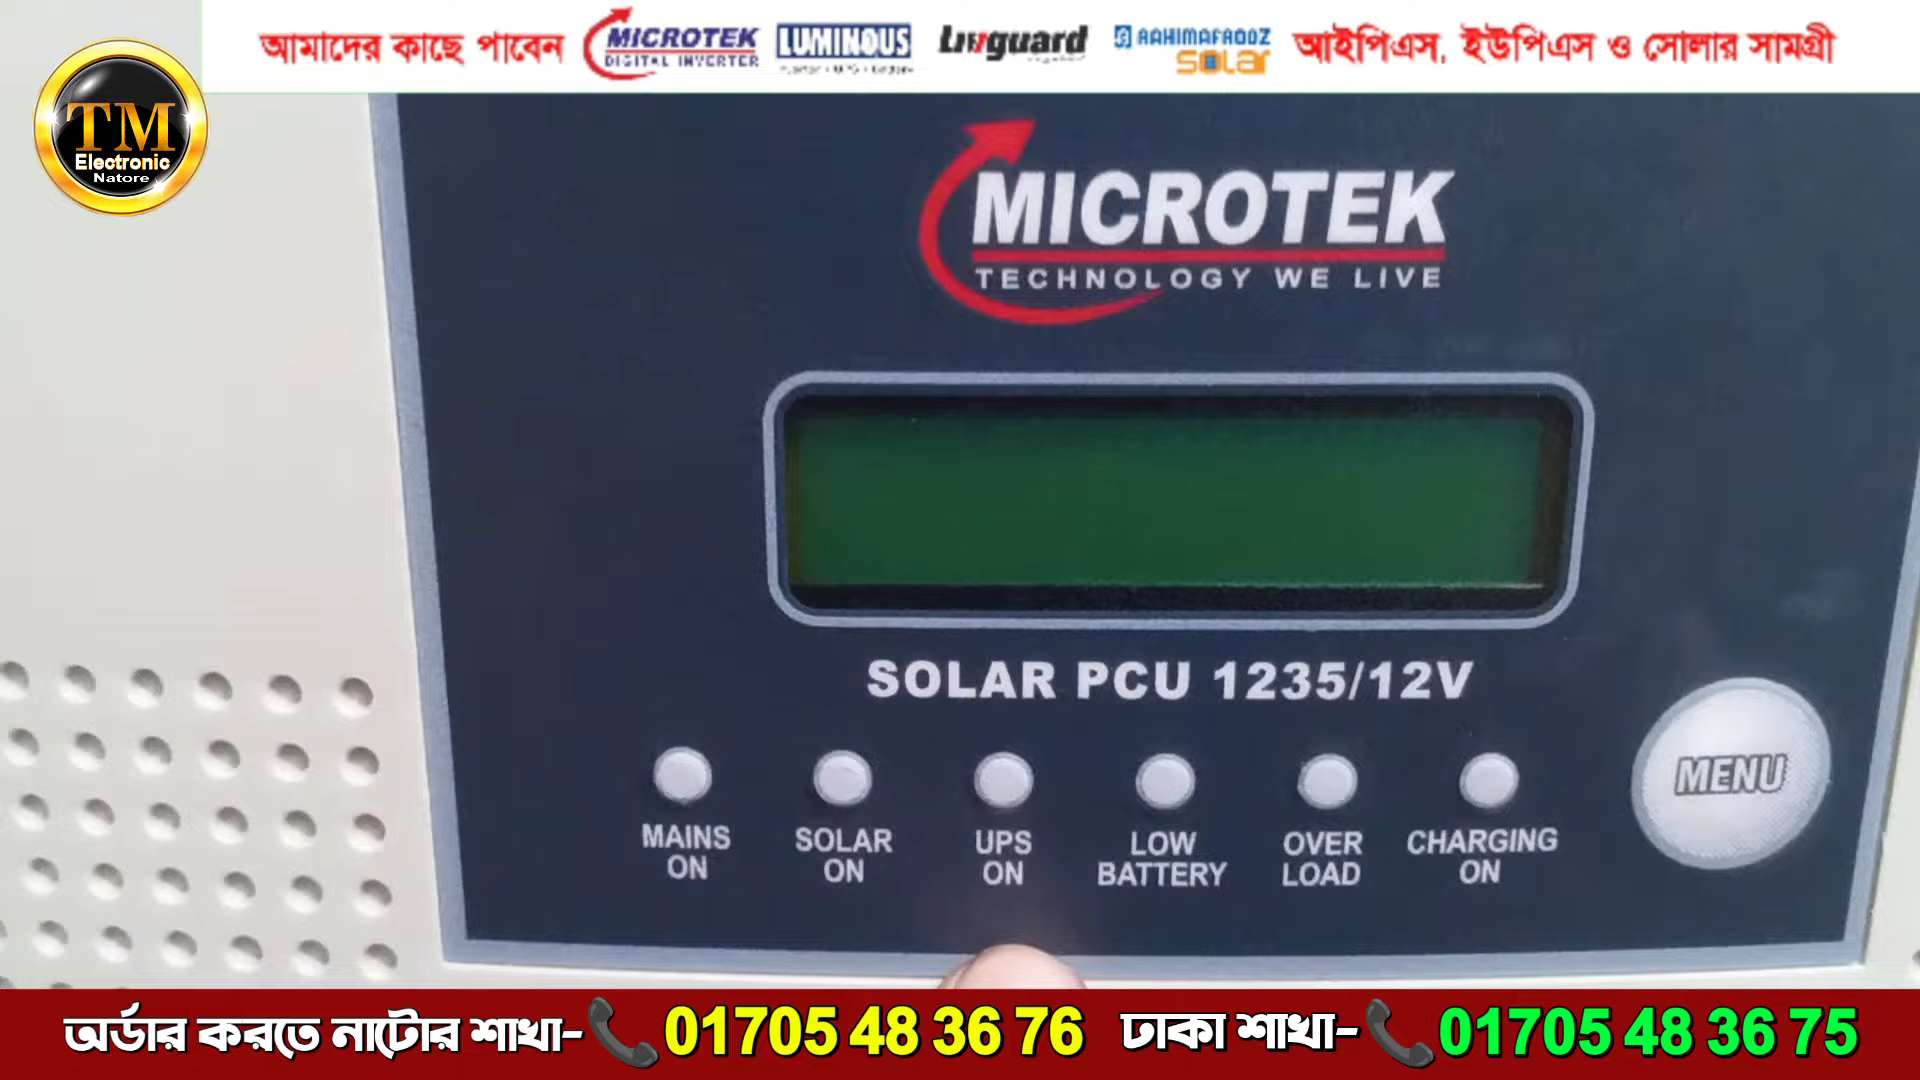 আমাদের কাছে পাবেন MICROTEK DIGITAL INVERTER LUMINOUS Livguard RAHIMAFROOZ SOLAR আইপিএস, ইউপিএস ও সোলার সামগ্রী
TM
Electronic
Natore
MICROTEK
TECHNOLOGY WE LIVE
SOLAR PCU 1235/12V
MAINS ON
SOLAR ON
UPS ON
LOW BATTERY
OVER LOAD
CHARGING ON
MENU
অর্ডার করতে নাটোর শাখা- 01705 48 36 76 ঢাকা শাখা- 01705 48 36 75